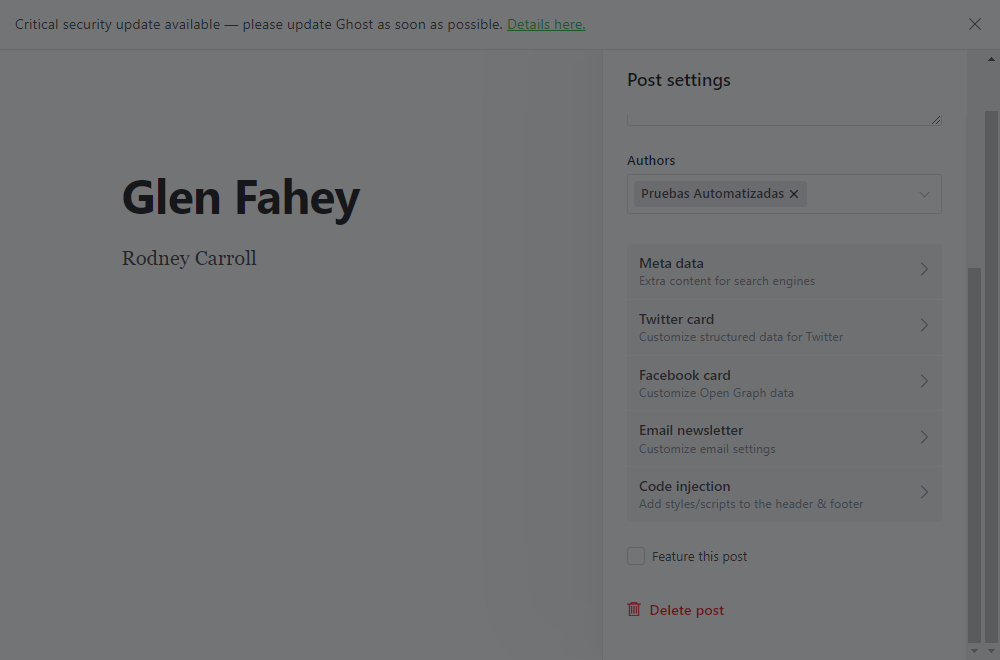 Critical security update available — please update Ghost as soon as possible. Details here.
Post settings
Glen Fahey
Rodney Carroll
Authors
Pruebas Automatizadas
Meta data
Extra content for search engines
Twitter card
Customize structured data for Twitter
Facebook card
Customize Open Graph data
Email newsletter
Customize email settings
Code injection
Add styles/scripts to the header & footer
Feature this post
Delete post